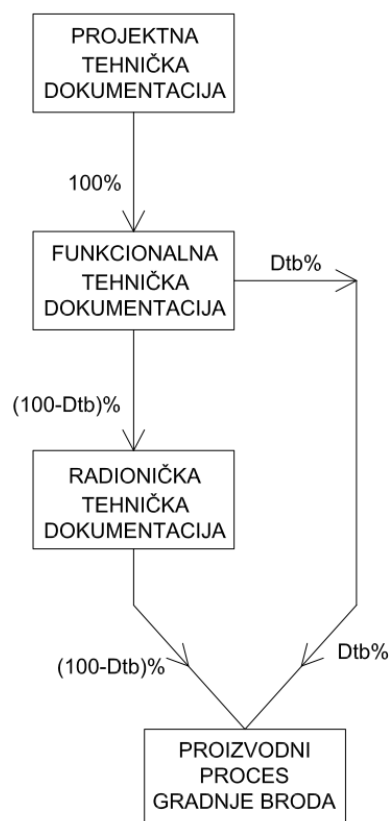 PROJEKTNA
TEHNIČKA
DOKUMENTACIJA
100%
FUNKCIONALNA
TEHNIČKA
DOKUMENTACIJA
Dtb%
(100-Dtb)%
RADIONIČKA
TEHNIČKA
DOKUMENTACIJA
(100-Dtb)%
Dtb%
PROIZVODNI
PROCES
GRADNJE BRODA